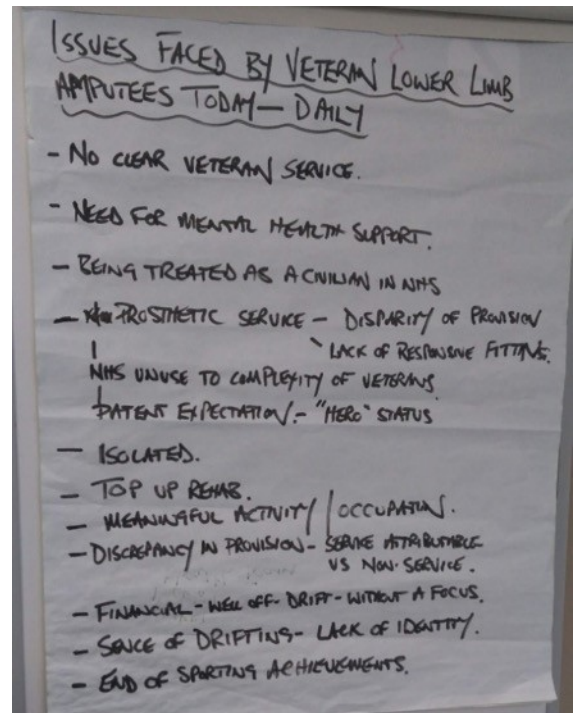 ISSUES FACED BY VETERAN LOWER LIMB
AMPUTEES TODAY - DAILY
- NO CLEAR VETERAN SERVICE.
- NEED FOR MENTAL HEALTH SUPPORT.
- BEING TREATED AS A CIVILIAN IN NHS
- PROSTHETIC SERVICE - DISPARITY OF PROVISION
LACK OF RESPONSIVE FITTING.
NHS UNUSE TO COMPLEXITY OF VETERANS
PATENT EXPECTATION. - "HERO" STATUS
- ISOLATED.
- TOP UP REHAB.
- MEANINGFUL ACTIVITY / OCCUPATION.
- DISCREPANCY IN PROVISION - SERVICE ATTRIBUTABLE
VS NON-SERVICE.
- FINANCIAL - WELL OFF - DRIFT - WITHOUT A FOCUS.
- SENCE OF DRIFTING - LACK OF IDENTITY.
- END OF SPORTING ACHIEVEMENTS.